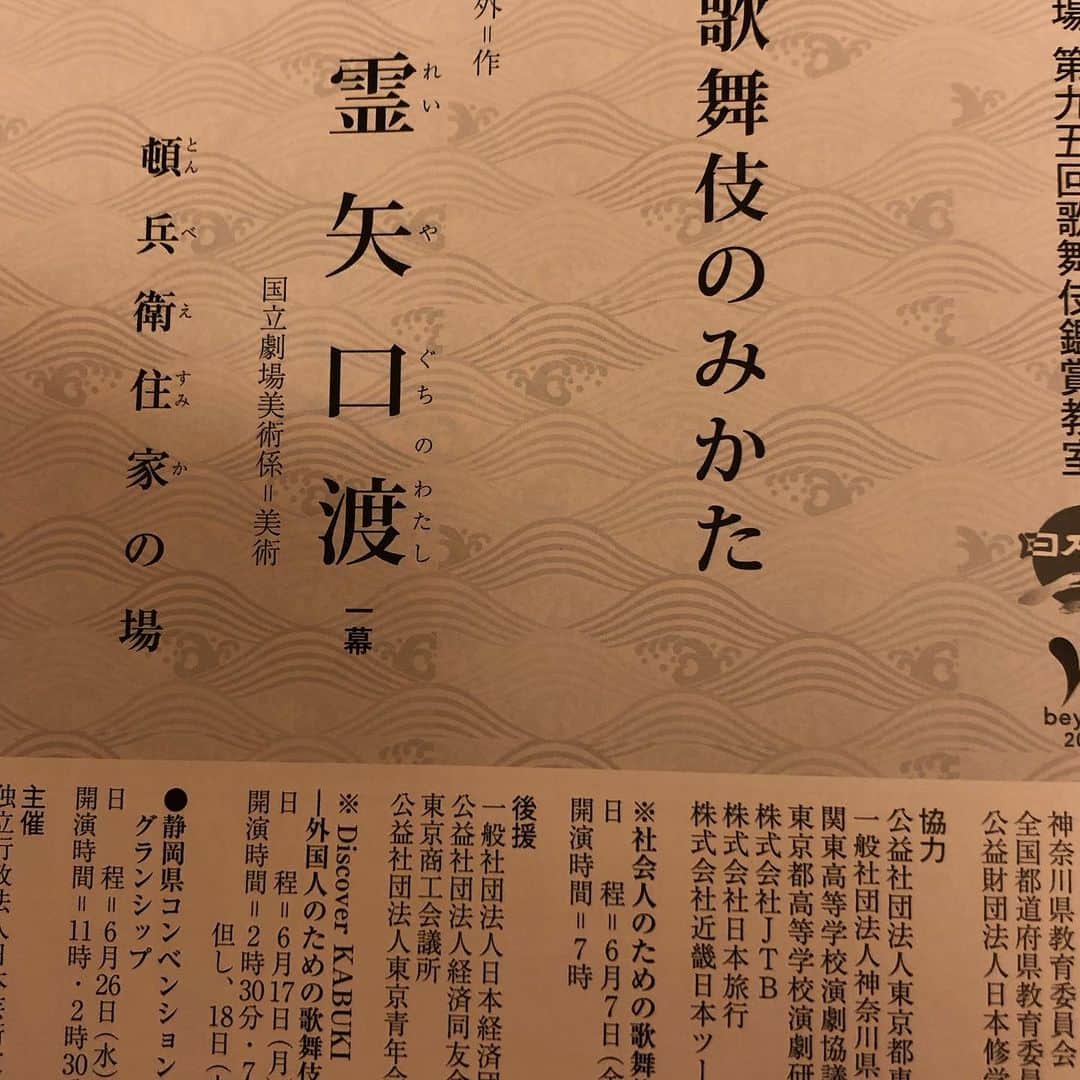 場 第九五回歌舞伎鑑賞教室
歌舞伎のみかた
外＝作
霊矢口渡 一幕
れい や ぐち の わたし
国立劇場美術係＝美術
頓兵衛住家の場
とん べ え すみ か
beyo
20
神奈川県教育委員会
全国都道府県教育委員
公益財団法人日本修学
協力
公益社団法人東京都専
一般社団法人神奈川県
関東高等学校演劇協議
東京都高等学校演劇研
株式会社JTB
株式会社日本旅行
株式会社近畿日本ツー
※社会人のための歌舞
日 程＝6月7日（金
開演時間＝7時
後援
一般社団法人日本経済団
公益社団法人経済同友会
東京商工会議所
公益社団法人東京青年会
※ Discover KABUKI
ー外国人のための歌舞伎
日 程＝6月17日（月
開演時間＝2時30分・7
但し、18日（
●静岡県コンベンション
グランシップ
日 程＝6月26日（水）
開演時間＝11時・2時30
主催
独立行政法人日本芸術文